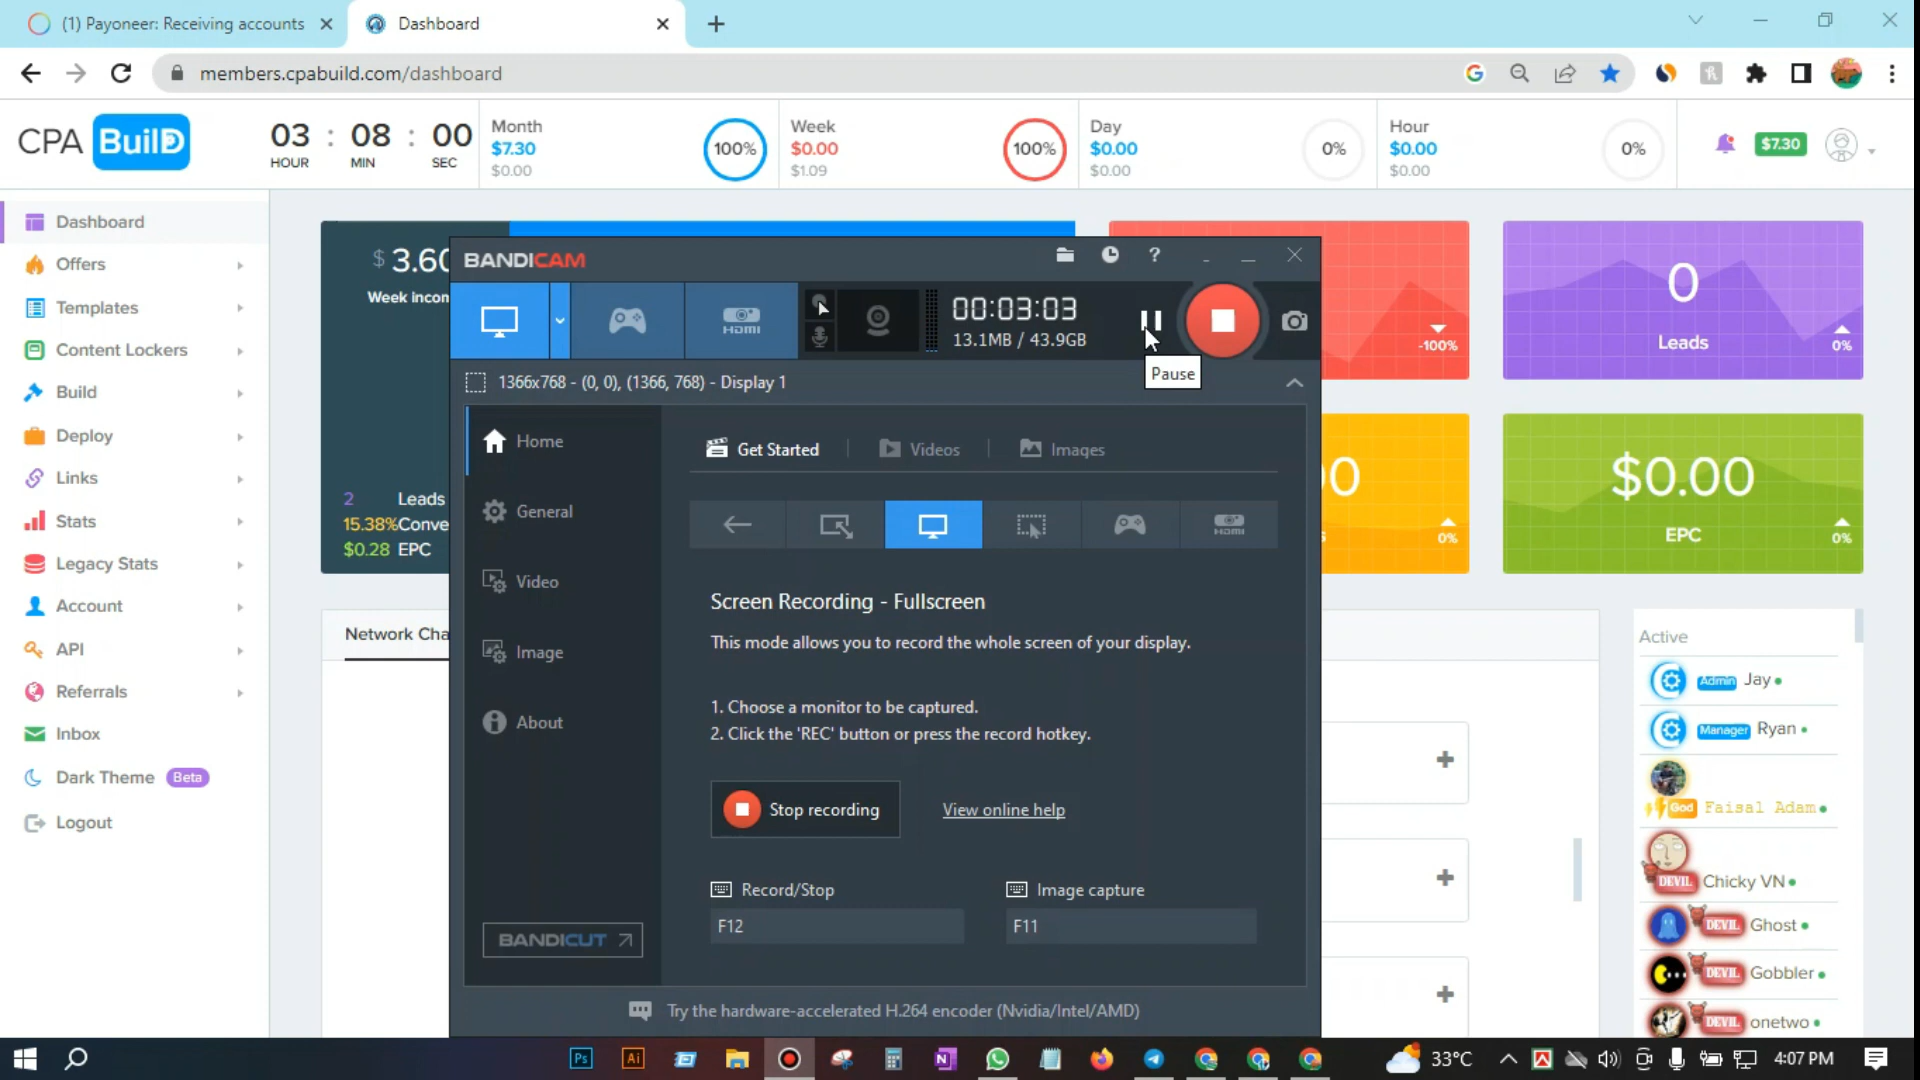 (1) Payoneer: Receiving accounts
Dashboard
members.cpabuild.com/dashboard
CPA BuilD
03 : 08 : 00
HOUR MIN SEC
Month
$7.30
$0.00
100%
Week
$0.00
$1.09
100%
Day
$0.00
$0.00
0%
Hour
$0.00
$0.00
0%
$7.30
Dashboard
Offers
Templates
Content Lockers
Build
Deploy
Links
Stats
Legacy Stats
Account
API
Referrals
Inbox
Dark Theme Beta
Logout
$ 3.60
Week incon
2 Leads
15.38% Conve
$0.28 EPC
Network Cha
BANDICAM
HDMI
00:03:03
13.1MB / 43.9GB
Pause
1366x768 - (0, 0), (1366, 768) - Display 1
Home
General
Video
Image
About
BANDICUT
Get Started
Videos
Images
HDMI
Screen Recording - Fullscreen
This mode allows you to record the whole screen of your display.
1. Choose a monitor to be captured.
2. Click the 'REC' button or press the record hotkey.
Stop recording
View online help
Record/Stop
F12
Image capture
F11
Try the hardware-accelerated H.264 encoder (Nvidia/Intel/AMD)
-100%
0
Leads
0%
0%
$0.00
EPC
0%
Active
Admin Jay
Manager Ryan
God Faisal Adam
DEVIL Chicky VN
DEVIL Ghost
DEVIL Gobbler
DEVIL onetwo
Ps
Ai
33°C
4:07 PM